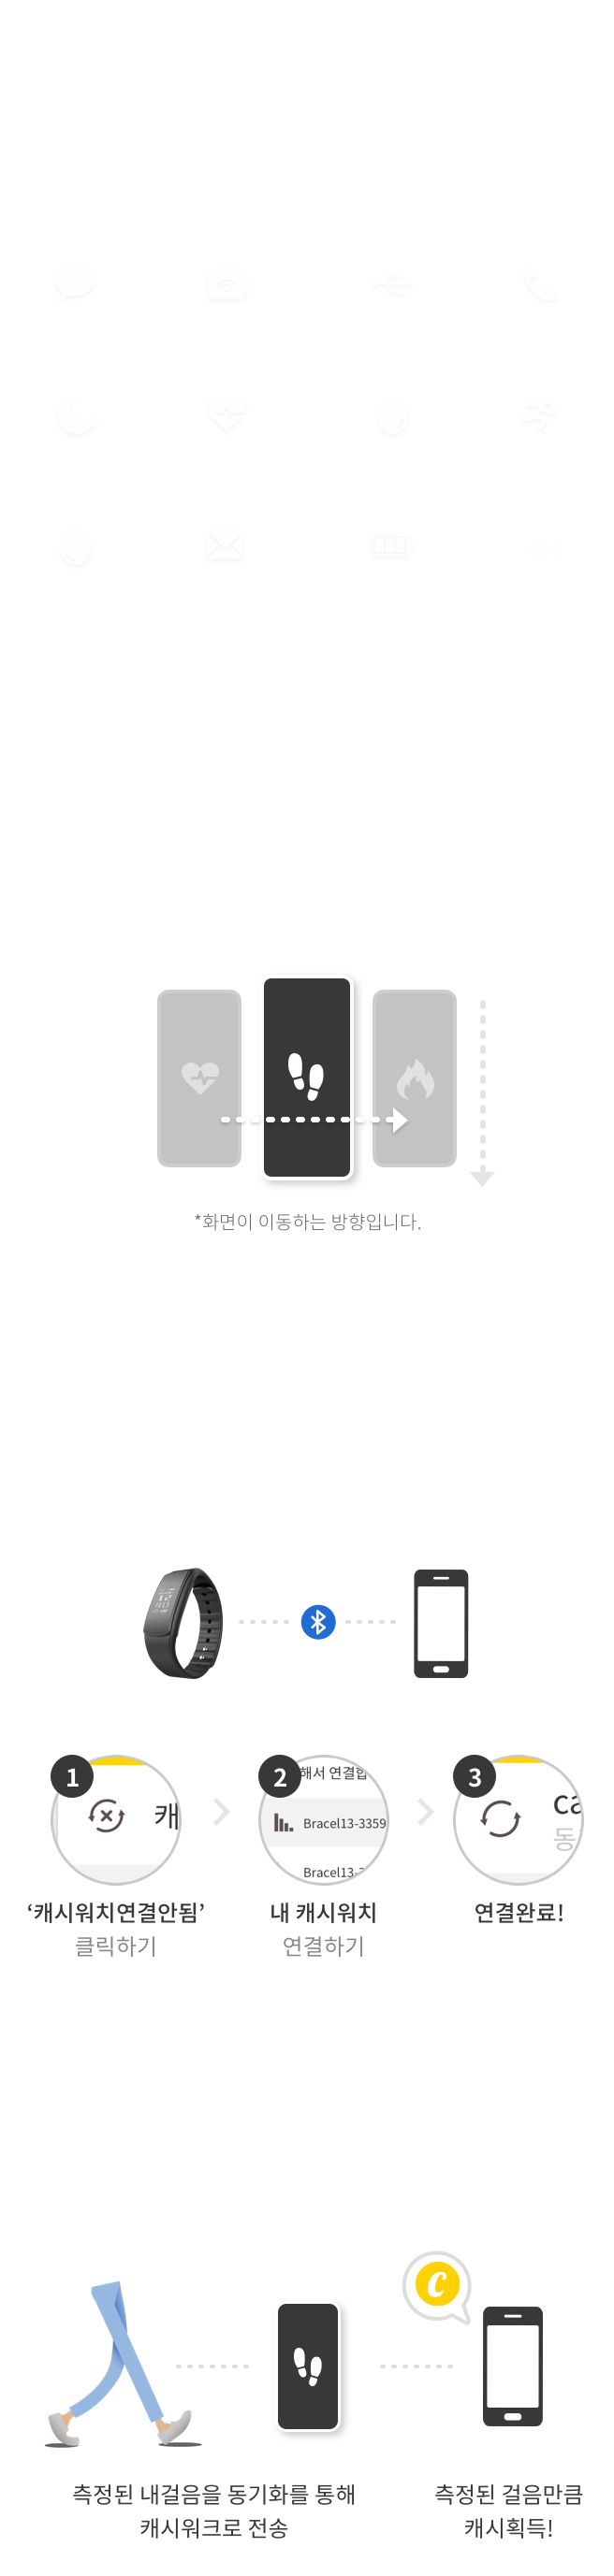 *화면이 이동하는 방향입니다.
1
2
3
캐
해서 연결합
Bracel13-3359
Bracel13-
ca
동
‘캐시워치연결안됨’
클릭하기
내 캐시워치
연결하기
연결완료!
C
측정된 내걸음을 동기화를 통해
캐시워크로 전송
측정된 걸음만큼
캐시획득!